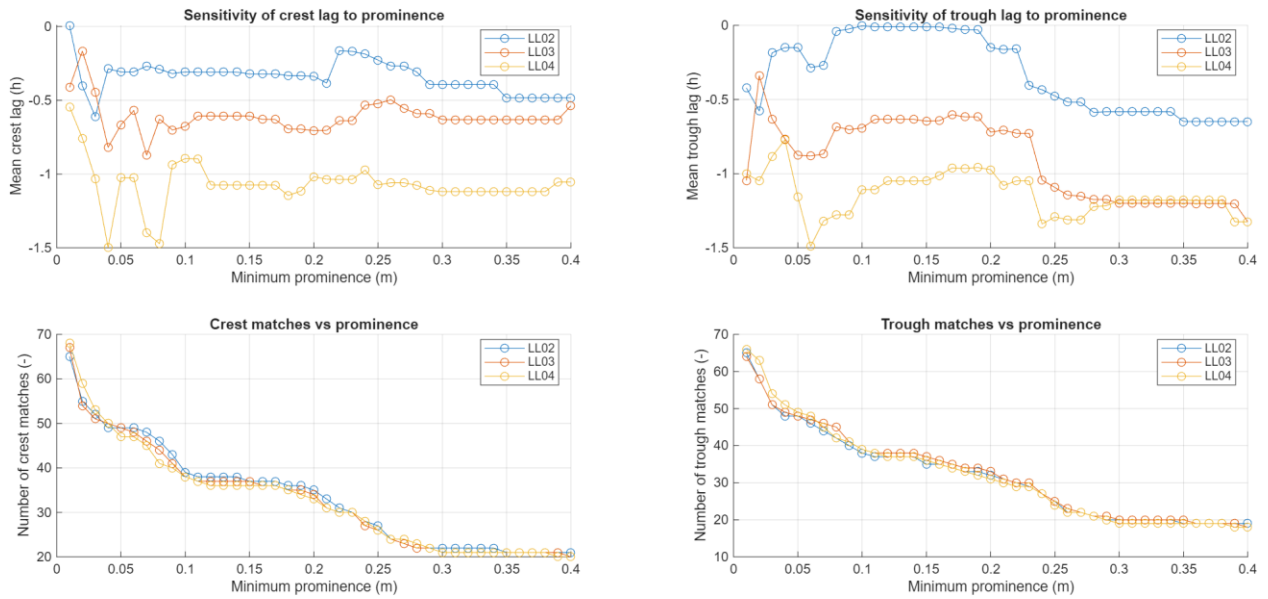 Sensitivity of crest lag to prominence
Mean crest lag (h)
0
-0.5
-1
-1.5
0 0.05 0.1 0.15 0.2 0.25 0.3 0.35 0.4
Minimum prominence (m)
LL02
LL03
LL04
Sensitivity of trough lag to prominence
Mean trough lag (h)
0
-0.5
-1
-1.5
0 0.05 0.1 0.15 0.2 0.25 0.3 0.35 0.4
Minimum prominence (m)
LL02
LL03
LL04
Crest matches vs prominence
Number of crest matches (-)
70
60
50
40
30
20
0 0.05 0.1 0.15 0.2 0.25 0.3 0.35 0.4
Minimum prominence (m)
LL02
LL03
LL04
Trough matches vs prominence
Number of trough matches (-)
70
60
50
40
30
20
10
0 0.05 0.1 0.15 0.2 0.25 0.3 0.35 0.4
Minimum prominence (m)
LL02
LL03
LL04